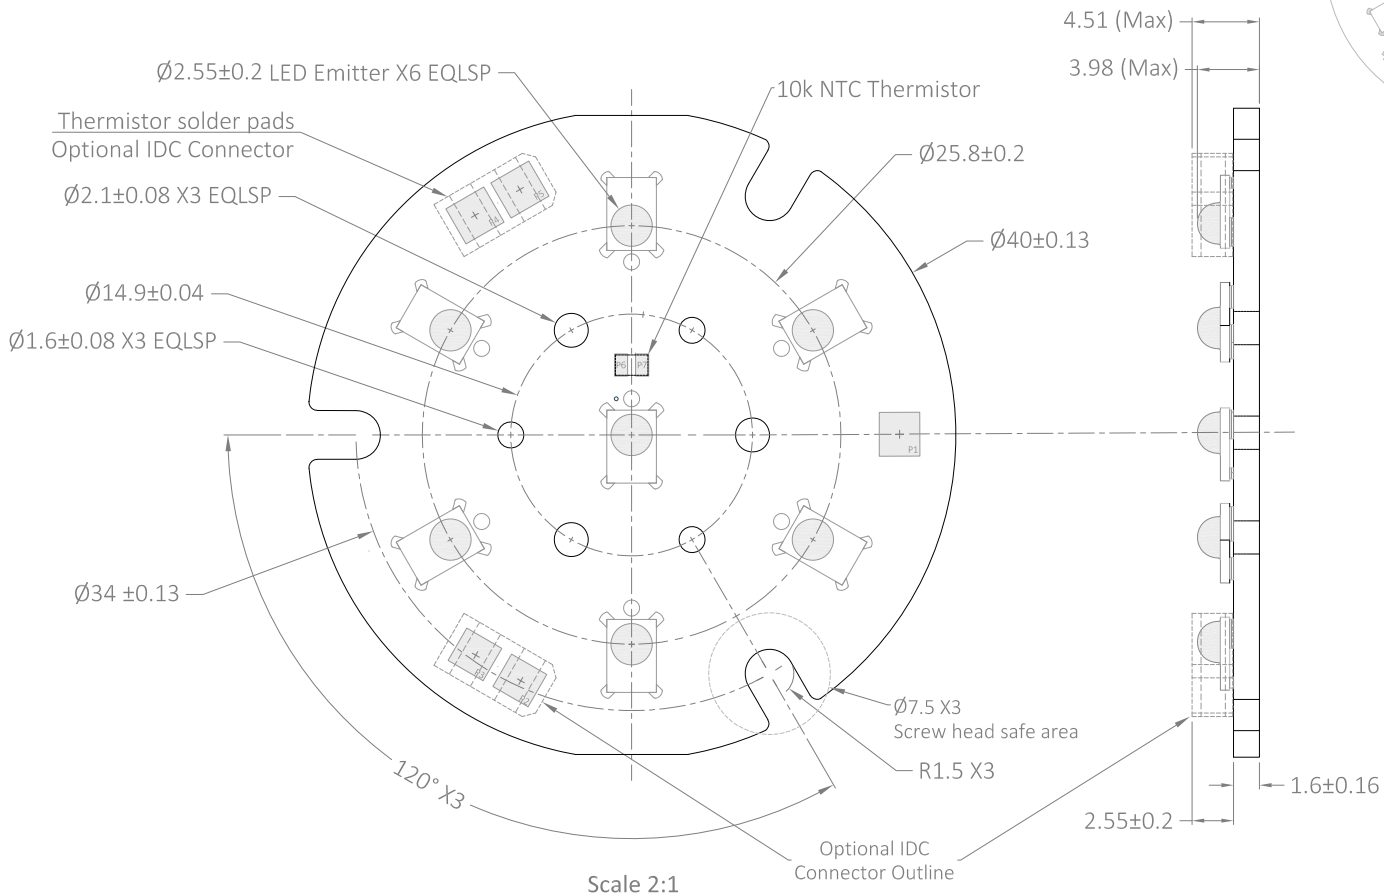 4.51 (Max)
3.98 (Max)
Ø2.55±0.2 LED Emitter X6 EQLSP
10k NTC Thermistor
Thermistor solder pads
Optional IDC Connector
Ø25.8±0.2
Ø2.1±0.08 X3 EQLSP
P5
P4
Ø40±0.13
Ø14.9±0.04
Ø1.6±0.08 X3 EQLSP
P6
P7
P1
Ø34 ±0.13
P3
P2
Ø7.5 X3
Screw head safe area
R1.5 X3
120° X3
1.6±0.16
2.55±0.2
Optional IDC
Connector Outline
Scale 2:1